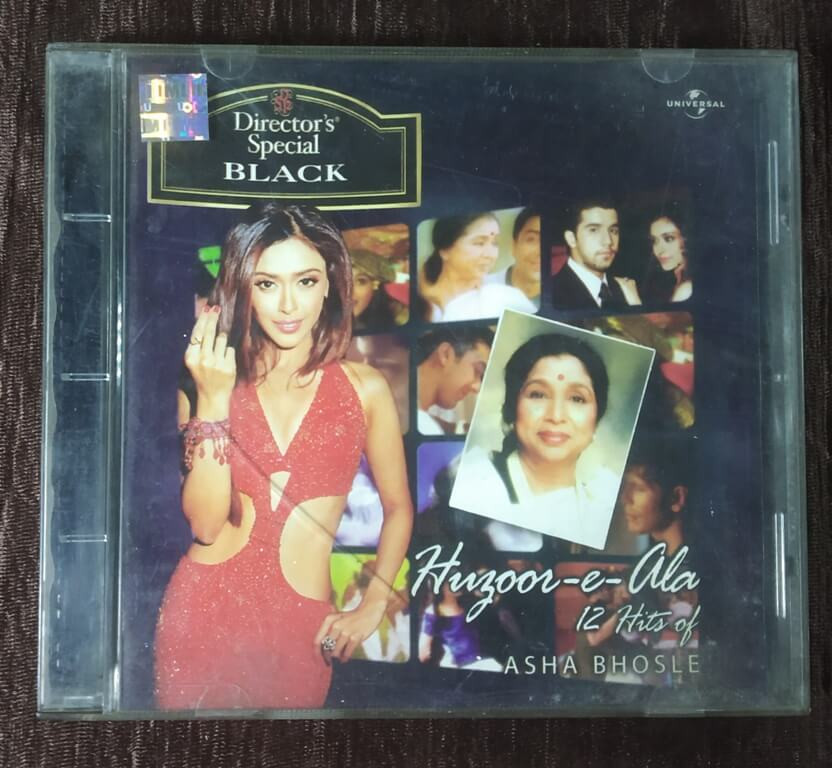 Director's®
Special
BLACK
UNIVERSAL
Huzoor-e-Ala
12 Hits of
ASHA BHOSLE